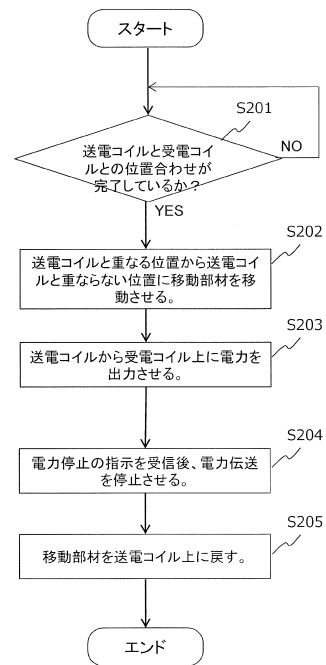 スタート
S201
送電コイルと受電コイ
ルとの位置合わせが
完了しているか？
NO
YES
S202
送電コイルと重なる位置から送電コイ
ルと重ならない位置に移動部材を移
動させる。
S203
送電コイルから受電コイル上に電力を
出力させる。
S204
電力停止の指示を受信後、電力伝送
を停止させる。
S205
移動部材を送電コイル上に戻す。
エンド